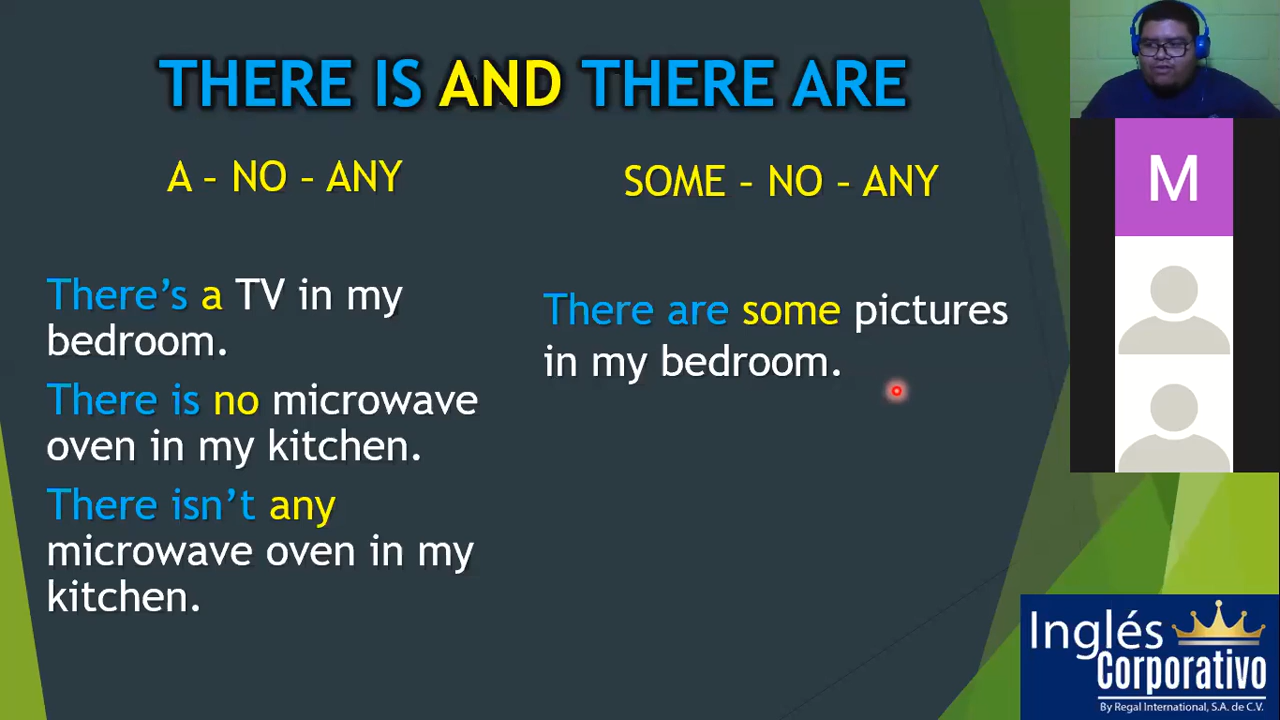 THERE IS AND THERE ARE
A – NO – ANY
There's a TV in my
bedroom.
There is no microwave
oven in my kitchen.
There isn't any
microwave oven in my
kitchen.
SOME – NO – ANY
There are some pictures
in my bedroom.
M
Inglés
Corporativo
By Regal International, S.A. de C.V.